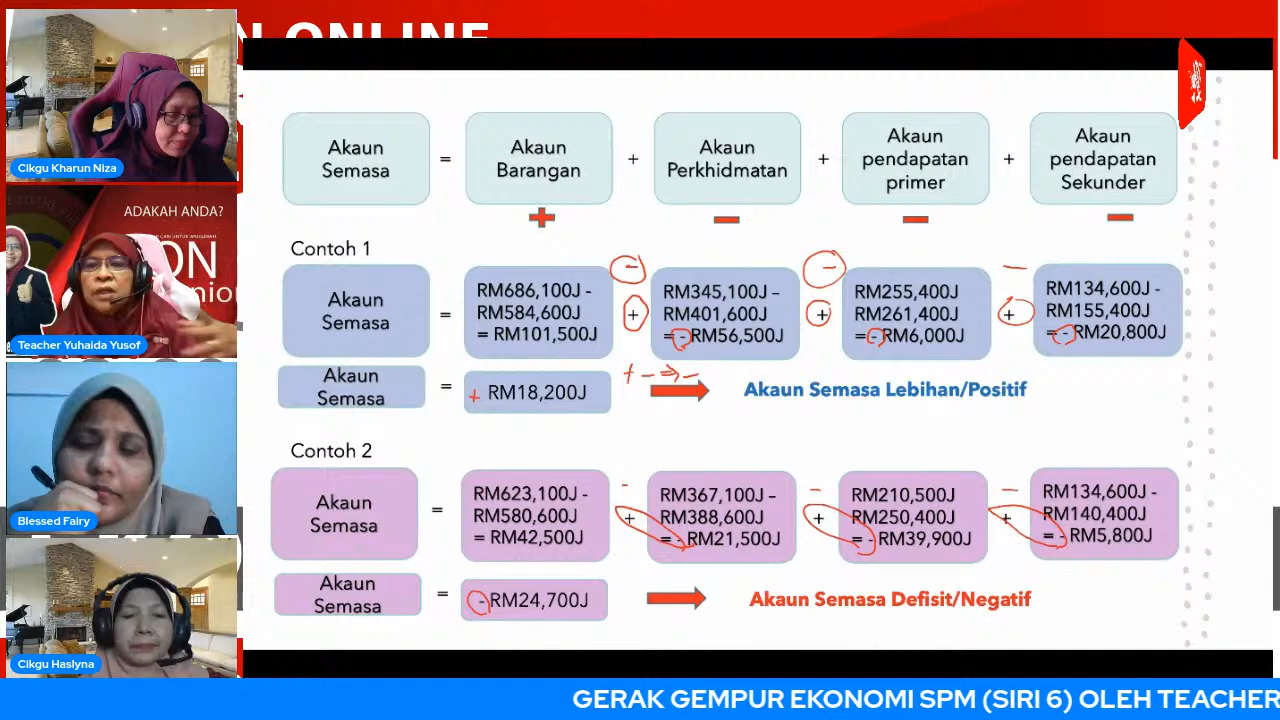 N ONLINE
Cikgu Kharun Niza
ADAKAH ANDA?
Teacher Yuhaida Yusof
Blessed Fairy
Cikgu Haslyna
Akaun Semasa = Akaun Barangan + Akaun Perkhidmatan + Akaun pendapatan primer + Akaun pendapatan Sekunder
+ - - -
Contoh 1
Akaun
Semasa
=
RM686,100J -
RM584,600J
= RM101,500J
- +
RM345,100J –
RM401,600J
= - RM56,500J
- +
RM255,400J
RM261,400J
= - RM6,000J
- +
RM134,600J -
RM155,400J
= - RM20,800J
Akaun
Semasa
=
+ RM18,200J
+ - ⇒ -
Akaun Semasa Lebihan/Positif
Contoh 2
Akaun
Semasa
=
RM623,100J -
RM580,600J
= RM42,500J
- +
RM367,100J –
RM388,600J
= - RM21,500J
- +
RM210,500J
RM250,400J
= - RM39,900J
- +
RM134,600J -
RM140,400J
= - RM5,800J
Akaun
Semasa
=
-RM24,700J
Akaun Semasa Defisit/Negatif
GERAK GEMPUR EKONOMI SPM (SIRI 6) OLEH TEACHER